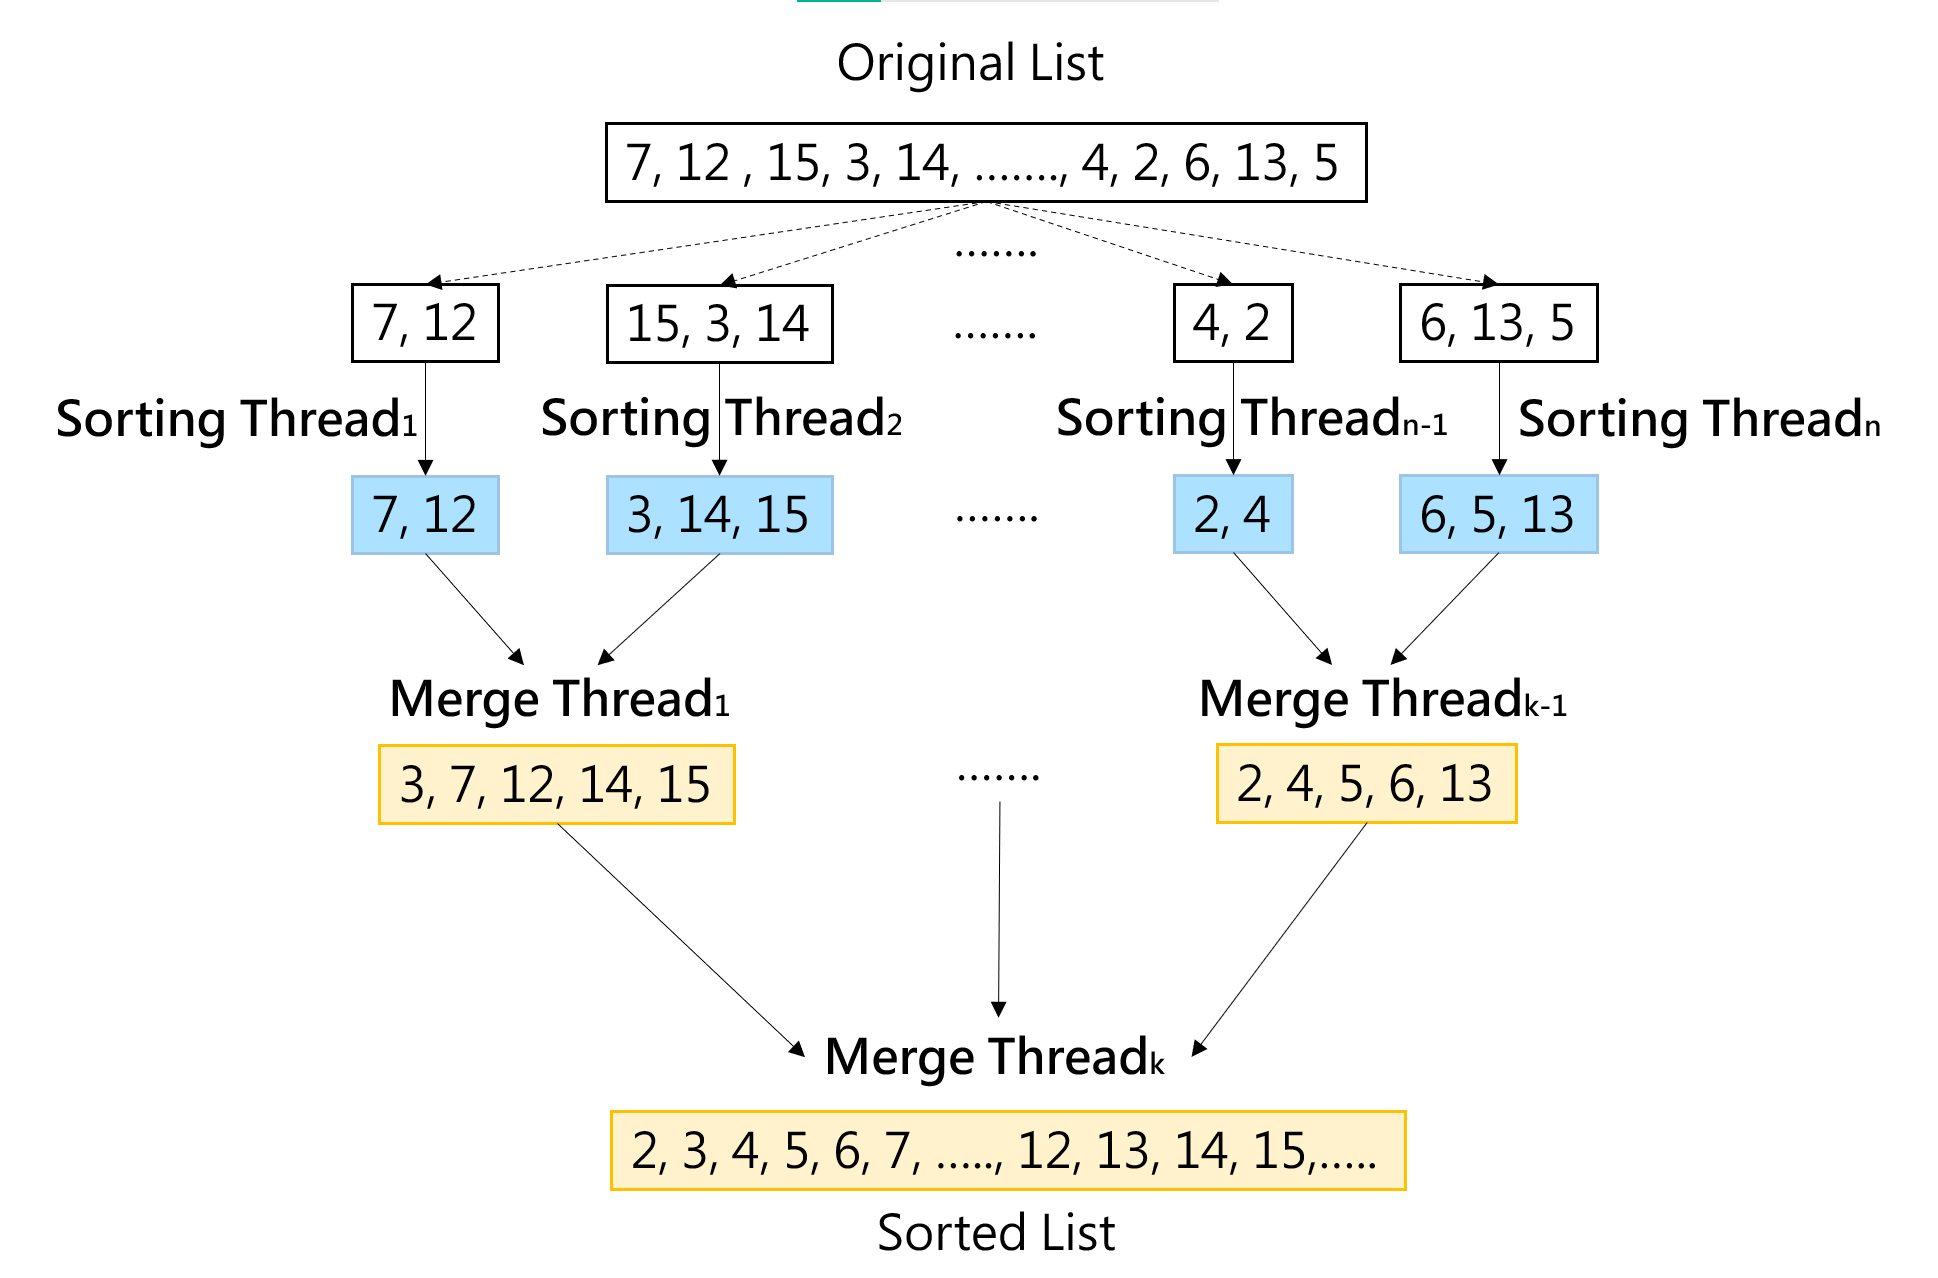 Original List
7, 12 , 15, 3, 14, ......., 4, 2, 6, 13, 5
.......
7, 12
15, 3, 14
.......
4, 2
6, 13, 5
Sorting Thread1
Sorting Thread2
Sorting Threadn-1
Sorting Threadn
7, 12
3, 14, 15
.......
2, 4
6, 5, 13
Merge Thread1
Merge Threadk-1
3, 7, 12, 14, 15
.......
2, 4, 5, 6, 13
Merge Threadk
2, 3, 4, 5, 6, 7, ....., 12, 13, 14, 15,.....
Sorted List